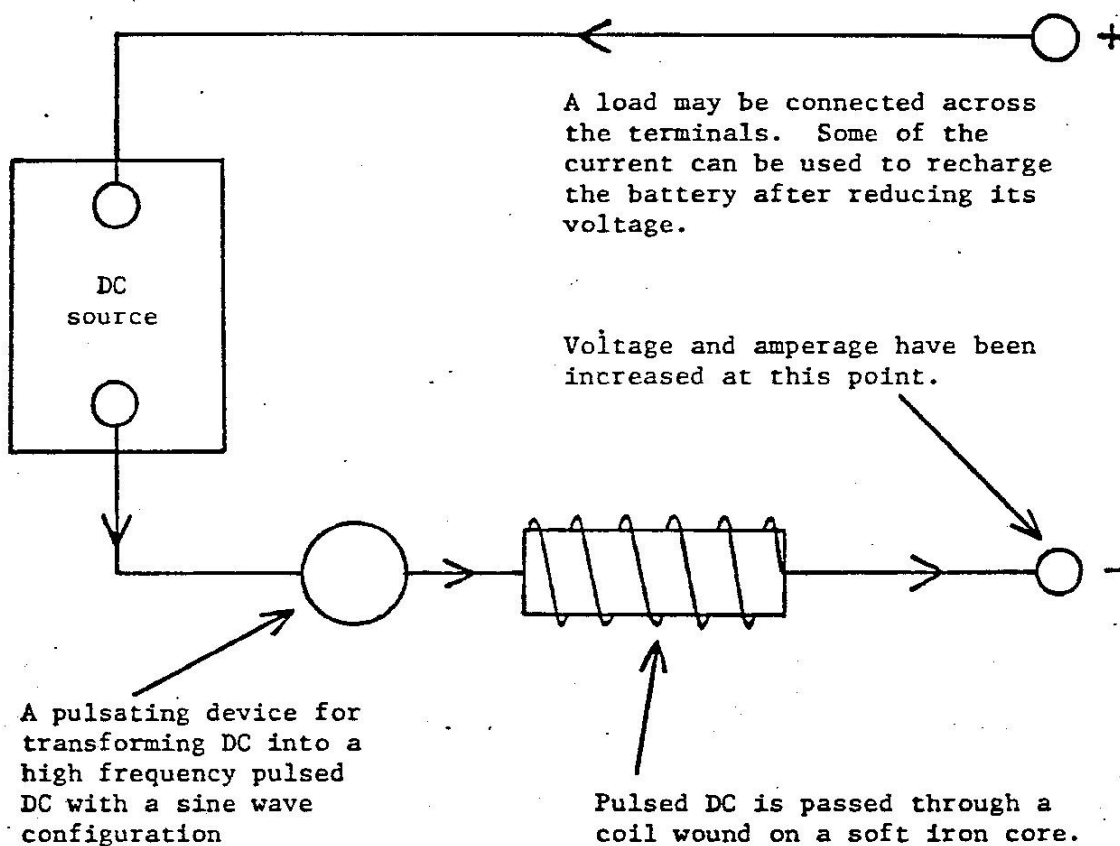 +
A load may be connected across
the terminals. Some of the
current can be used to recharge
the battery after reducing its
voltage.
DC
source
Voltage and amperage have been
increased at this point.
-
A pulsating device for
transforming DC into a
high frequency pulsed
DC with a sine wave
configuration
Pulsed DC is passed through a
coil wound on a soft iron core.